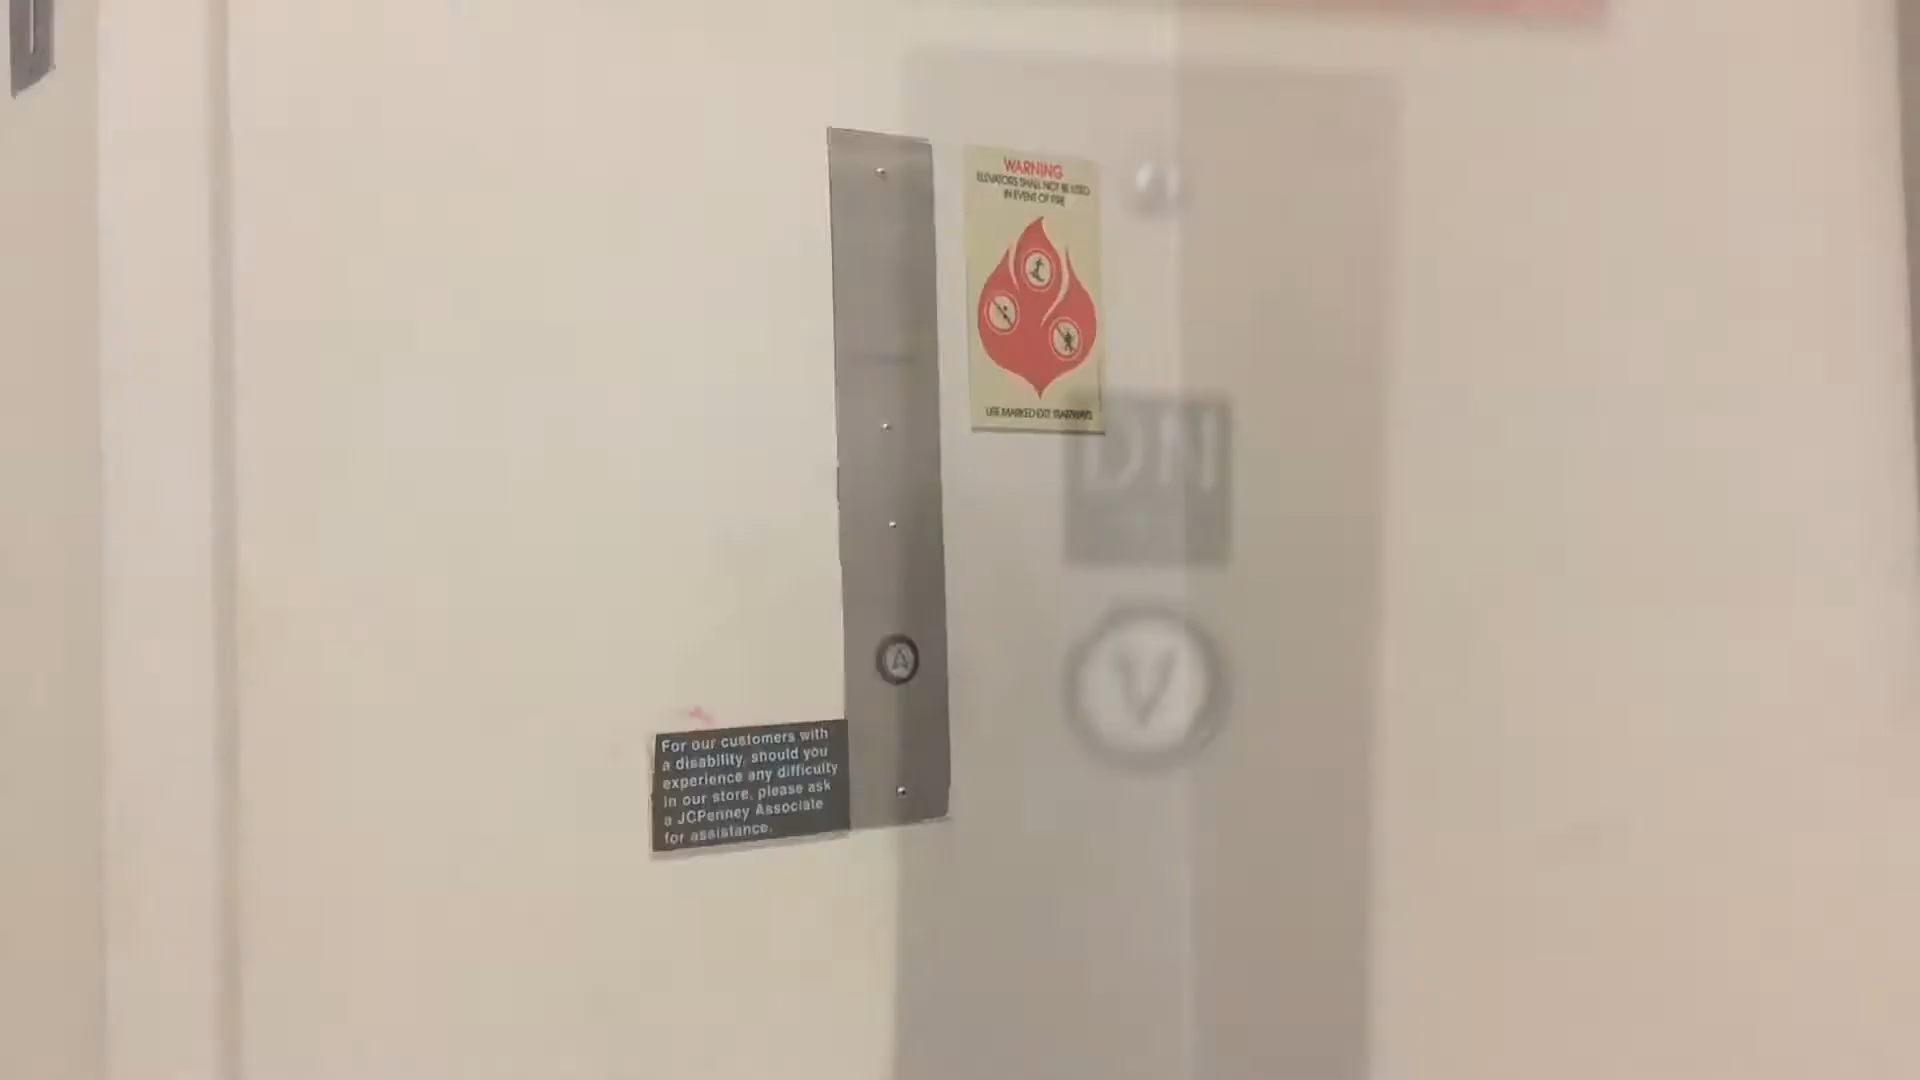 WARNING
ELEVATORS SHALL NOT BE USED
IN EVENT OF FIRE
USE MARKED EXIT STAIRWAYS
DN
For our customers with
a disability, should you
experience any difficulty
in our store, please ask
a JCPenney Associate
for assistance.